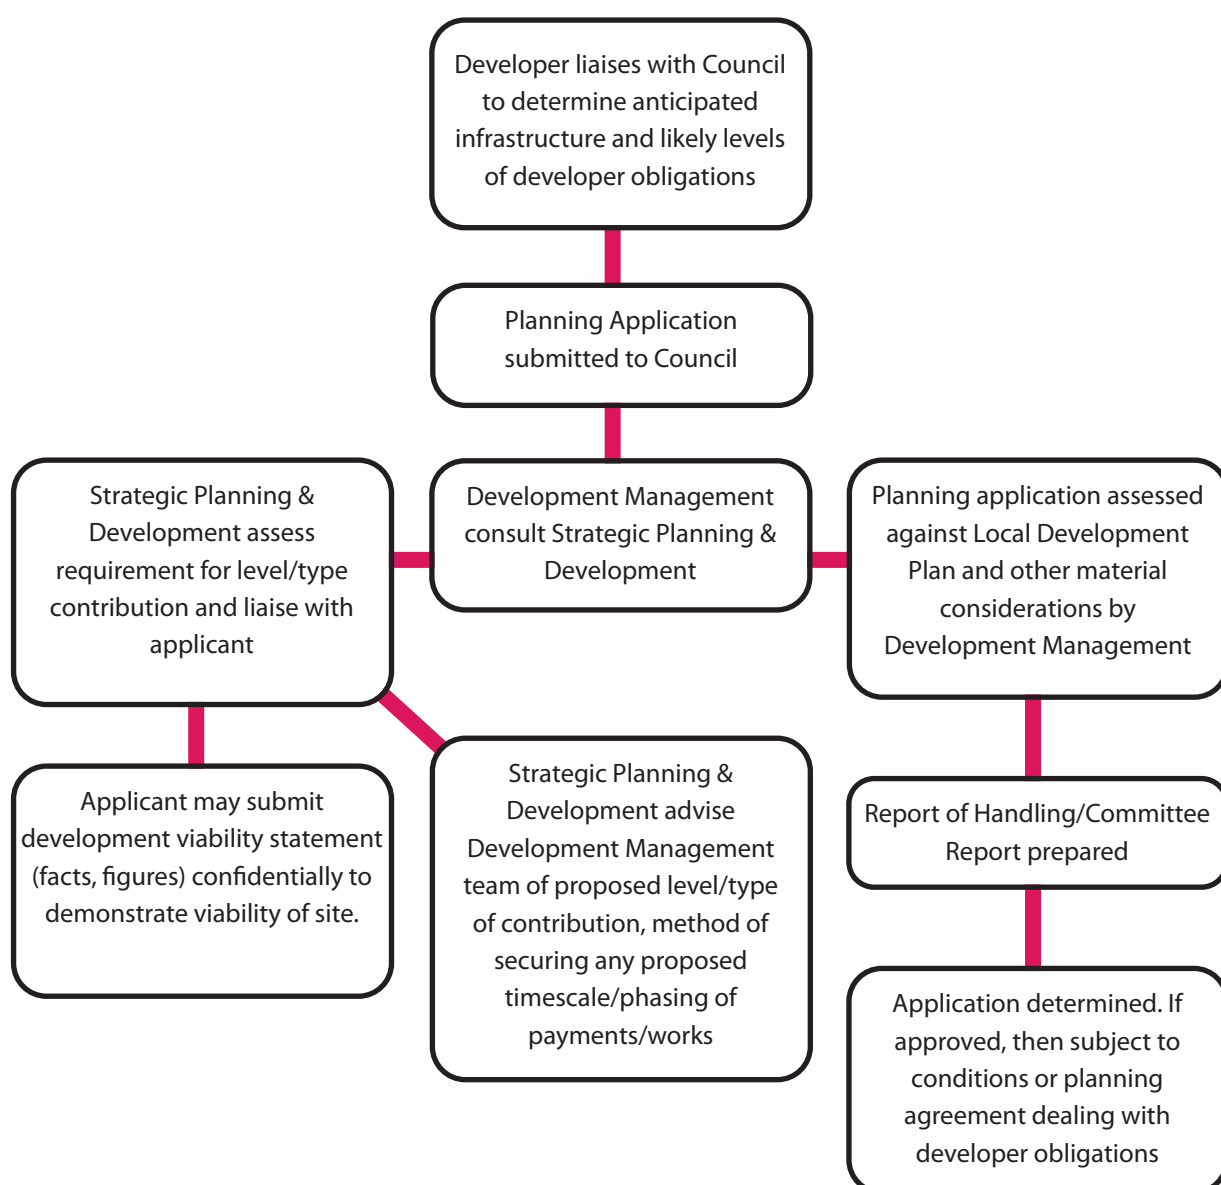 Developer liaises with Council
to determine anticipated
infrastructure and likely levels
of developer obligations
Planning Application
submitted to Council
Strategic Planning &
Development assess
requirement for level/type
contribution and liaise with
applicant
Development Management
consult Strategic Planning &
Development
Planning application assessed
against Local Development
Plan and other material
considerations by
Development Management
Applicant may submit
development viability statement
(facts, figures) confidentially to
demonstrate viability of site.
Strategic Planning &
Development advise
Development Management
team of proposed level/type
of contribution, method of
securing any proposed
timescale/phasing of
payments/works
Report of Handling/Committee
Report prepared
Application determined. If
approved, then subject to
conditions or planning
agreement dealing with
developer obligations